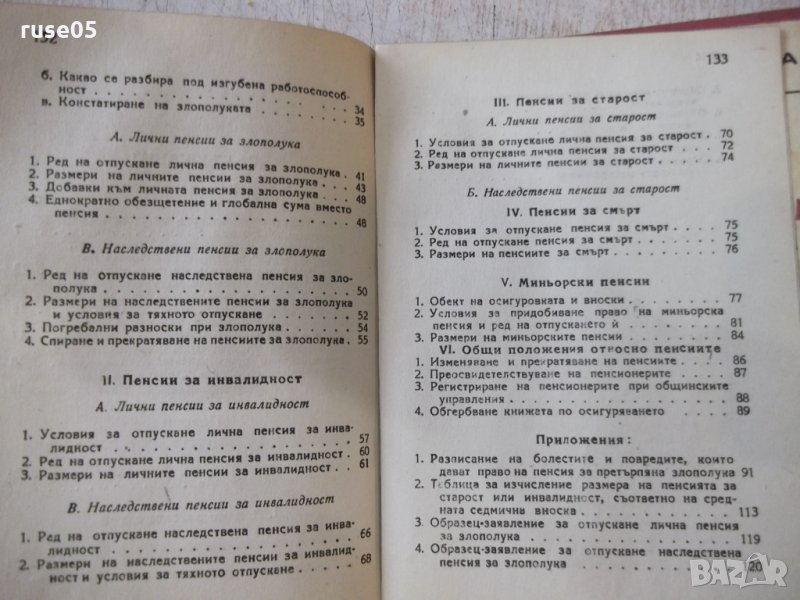 ruse05
132
б. Какво се разбира под изгубена работоспособ-
ност . . . . . . . . . . 34
в. Констатиране на злополуката . . . . . 35
А. Лични пенсии за злополука
1. Ред на отпускане лична пенсия за злополука . 41
2. Размери на личните пенсии за злополука . . 43
3. Добавки към личната пенсия за злополука . . 48
4. Еднократно обезщетение и глобална сума вместо
пенсия . . . . . . . . . . 48
В. Наследствени пенсии за злополука
1. Ред на отпускане наследствена пенсия за зло-
полука . . . . . . . . . . 50
2. Размери на наследствените пенсии за злополука
и условия за тяхното отпускане . . . . 52
3. Погребални разноски при злополука . . . . 54
4. Спиране и прекратяване на пенсиите за злополука . 55
II. Пенсии за инвалидност
А. Лични пенсии за инвалидност
1. Условия за отпускане лична пенсия за инва-
лидност . . . . . . . . . . 57
2. Ред на отпускане лична пенсия за инвалидност . . 60
3. Размери на личните пенсии за инвалидност . . 61
В. Наследствени пенсии за инвалидност
1. Ред на отпускане наследствена пенсия за инва-
лидност . . . . . . . . . . 66
2. Размери на наследствените пенсии за инвалид-
ност и условия за тяхното отпускане . . . . 68
133
III. Пенсии за старост
А. Лични пенсии за старост
1. Условия за отпускане лична пенсия за старост . 70
2. Ред на отпускане лична пенсия за старост . . 72
3. Размери на личните пенсии за старост . . . 74
Б. Наследствени пенсии за старост
IV. Пенсии за смърт
1. Условия за отпускане пенсия за смърт . . . 75
2. Ред на отпускане пенсия за смърт . . . . 75
3. Размери на пенсиите за смърт . . . . . 76
V. Миньорски пенсии
1. Обект на осигуровката и вноски . . . . . 77
2. Условия за придобиване право на миньорска
пенсия и ред на отпускането ѝ . . . . 81
3. Размери на миньорските пенсии . . . . . 84
VI. Общи положения относно пенсиите
1. Изменяване и прекратяване на пенсиите . . . 86
2. Преосвидетелствуване на пенсионерите . . . 87
3. Регистриране на пенсионерите при общинските
управления . . . . . . . . . . 88
4. Обгербване книжата по осигуряването . . . 89
Приложения:
1. Разписание на болестите и повредите, които
дават право на пенсия за претърпяна злополука 91
2. Таблица за изчисление размера на пенсията за
старост или инвалидност, съответно на сред-
ната седмична вноска . . . . . . . 113
3. Образец-заявление за отпускане лична пенсия
за злополука . . . . . . . . . . 119
4. Образец-заявление за отпускане наследствена
пенсия за злополука . . . . . . . . 120
А
BAZAR